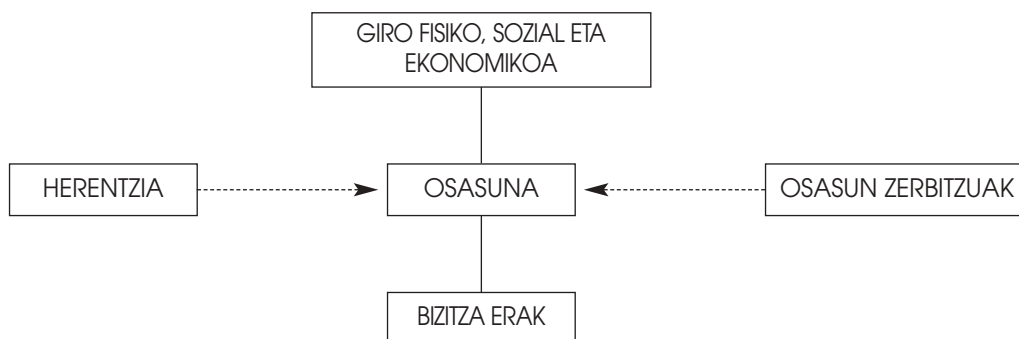 GIRO FISIKO, SOZIAL ETA
EKONOMIKOA
HERENTZIA
OSASUNA
OSASUN ZERBITZUAK
BIZITZA ERAK